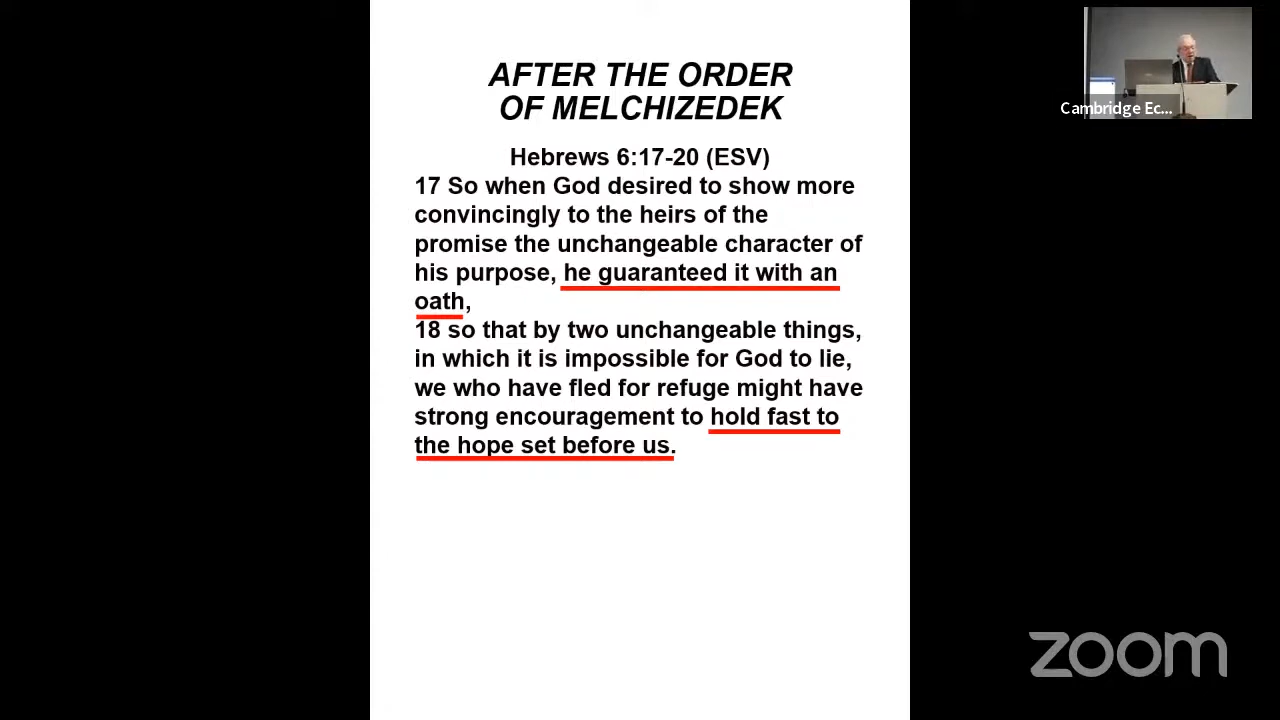 AFTER THE ORDER
OF MELCHIZEDEK
Hebrews 6:17-20 (ESV)
17 So when God desired to show more
convincingly to the heirs of the
promise the unchangeable character of
his purpose, he guaranteed it with an
oath,
18 so that by two unchangeable things,
in which it is impossible for God to lie,
we who have fled for refuge might have
strong encouragement to hold fast to
the hope set before us.
Cambridge Ec...
zoom